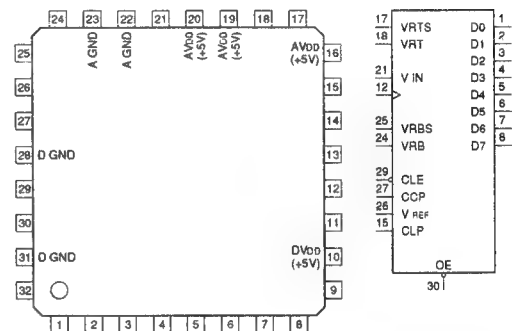 24 23 22 21 20 19 18 17
A GND
A GND
AVDD
(+5V)
AVDD
(+5V)
AVDD
(+5V)
25
26
27
28 D GND
29
30
31 D GND
32
16
15
14
13
12
11
10
9
DVDD
(+5V)
1 2 3 4 5 6 7 8
17 VRTS D0 1
18 VRT D1 2
D2 3
21 V IN D3 4
12 D4 5
D5 6
25 VRBS D6 7
24 VRB D7 8
29 CLE
27 CCP
26 V REF
15 CLP
OE
30